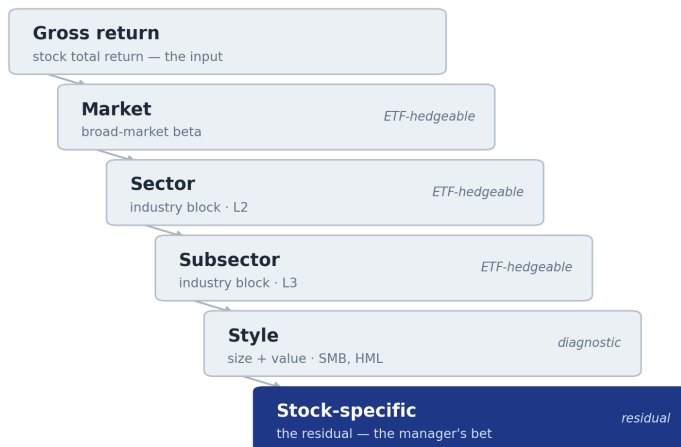 Gross return
stock total return — the input
Market
ETF-hedgeable
broad-market beta
Sector
ETF-hedgeable
industry block · L2
Subsector
ETF-hedgeable
industry block · L3
Style
diagnostic
size + value · SMB, HML
Stock-specific
residual
the residual — the manager's bet